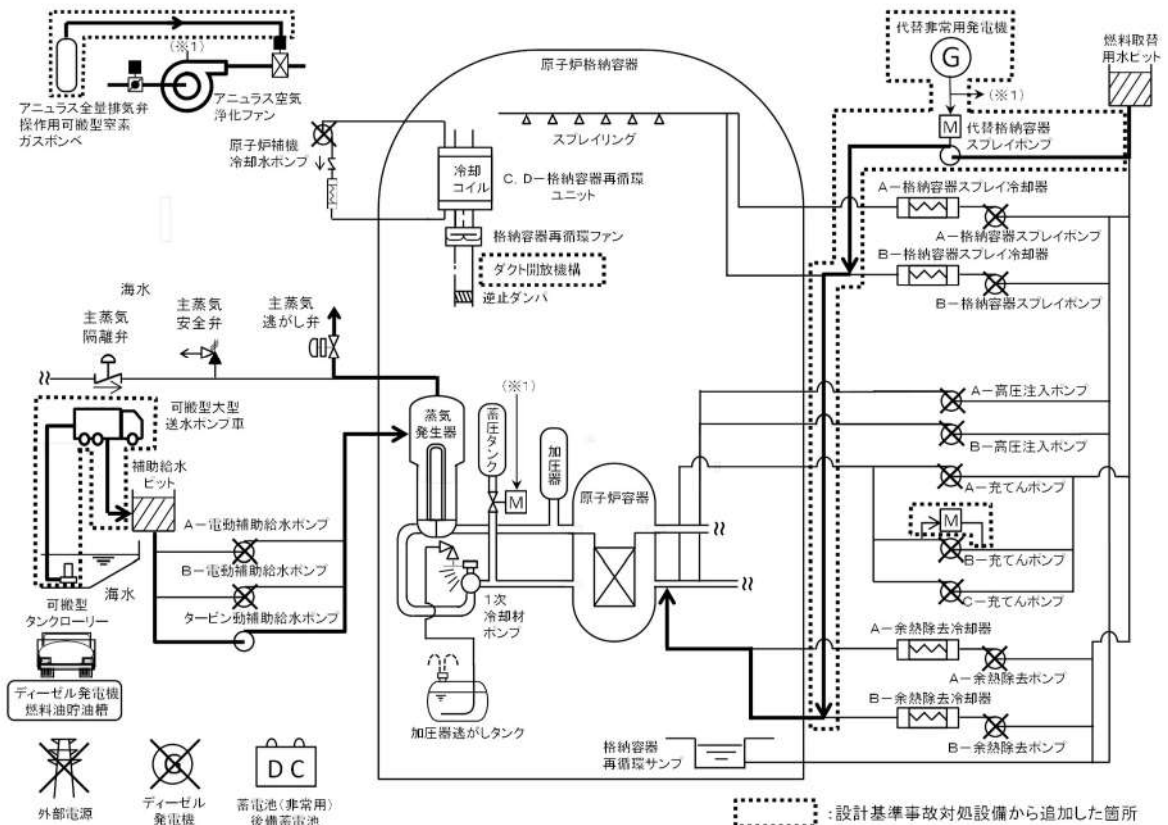 (※1)
アニュラス全量排気弁
操作用可搬型窒素
ガスボンベ
アニュラス空気
浄化ファン
原子炉補機
冷却水ポンプ
原子炉格納容器
スプレイリング
冷却
コイル
C,D－格納容器再循環
ユニット
格納容器再循環ファン
ダクト開放機構
逆止ダンパ
代替非常用発電機
G
(※1)
M
代替格納容器
スプレイポンプ
燃料取替
用水ピット
A－格納容器スプレイ冷却器
A－格納容器スプレイポンプ
B－格納容器スプレイ冷却器
B－格納容器スプレイポンプ
海水
主蒸気
隔離弁
主蒸気
安全弁
主蒸気
逃がし弁
可搬型大型
送水ポンプ車
補助給水
ピット
A－電動補助給水ポンプ
B－電動補助給水ポンプ
タービン動補助給水ポンプ
海水
可搬型
タンクローリー
ディーゼル発電機
燃料油貯油槽
蒸気
発生器
蓄圧タンク
(※1)
M
加圧器
原子炉容器
1次
冷却材
ポンプ
加圧器逃がしタンク
A－高圧注入ポンプ
B－高圧注入ポンプ
A－充てんポンプ
M
B－充てんポンプ
C－充てんポンプ
A－余熱除去冷却器
A－余熱除去ポンプ
B－余熱除去冷却器
B－余熱除去ポンプ
格納容器
再循環サンプ
外部電源
ディーゼル
発電機
DC
蓄電池(非常用)
後備蓄電池
：設計基準事故対処設備から追加した箇所